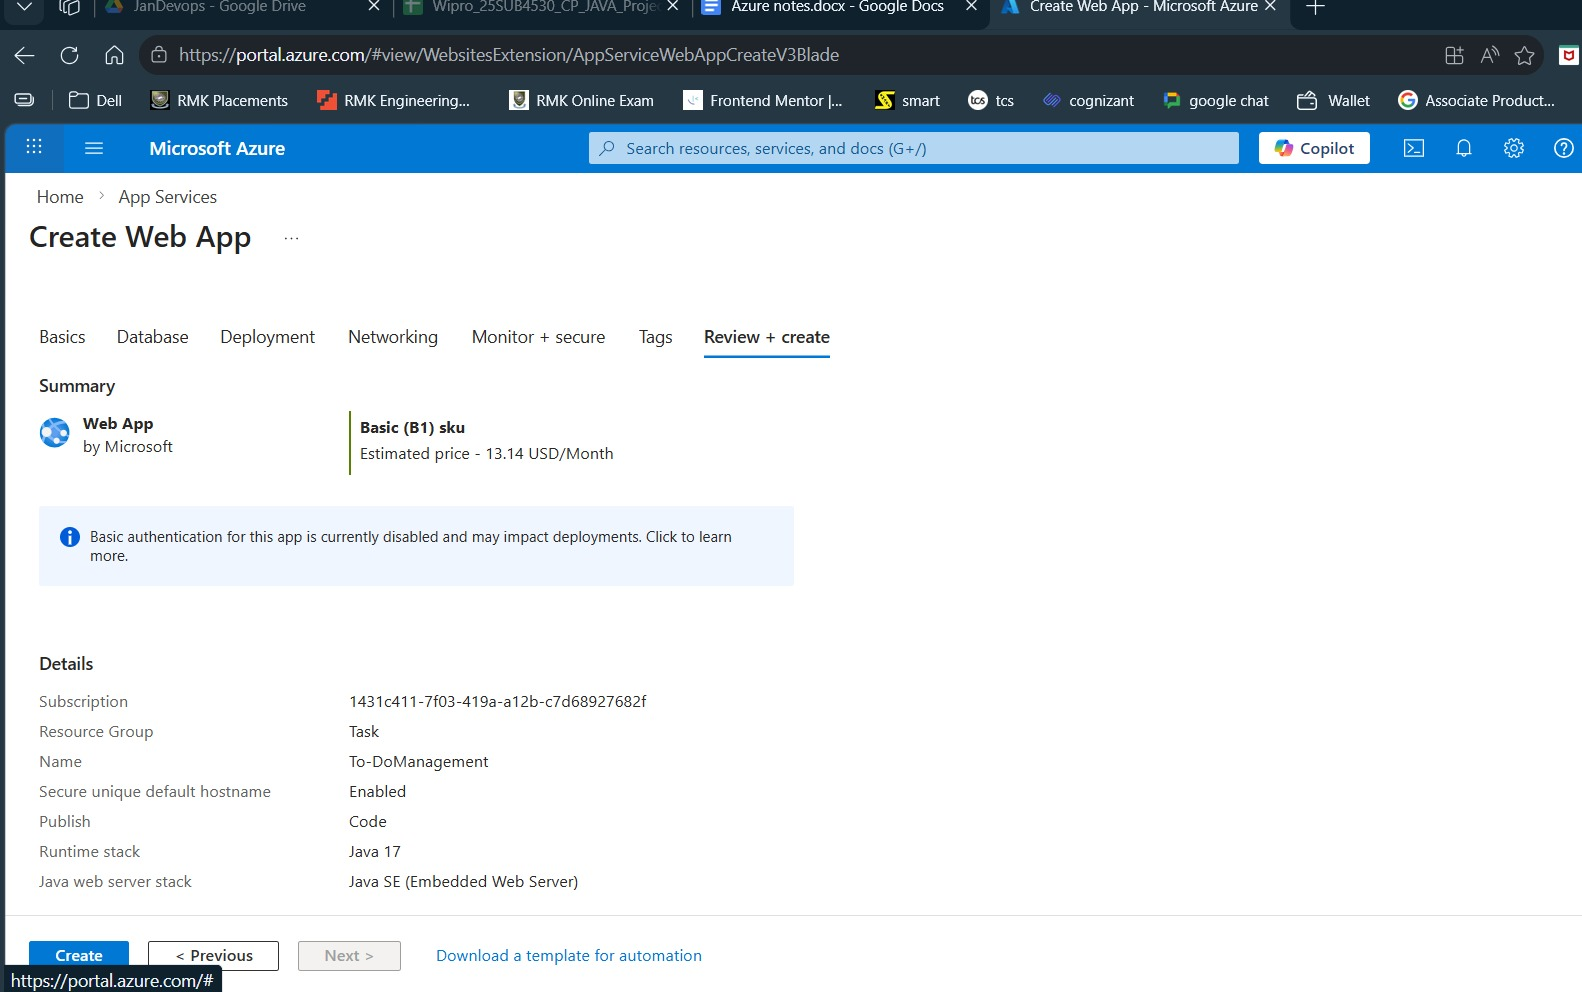 JanDevops - Google Drive
Wipro_25SUB4530_CP_JAVA_Proje
Azure notes.docx - Google Docs
Create Web App - Microsoft Azure
https://portal.azure.com/#view/WebsitesExtension/AppServiceWebAppCreateV3Blade
Dell
RMK Placements
RMK Engineering...
RMK Online Exam
Frontend Mentor |...
smart
tcs tcs
cognizant
google chat
Wallet
Associate Product...
Microsoft Azure
Search resources, services, and docs (G+/)
Copilot
Home > App Services
Create Web App ...
Basics Database Deployment Networking Monitor + secure Tags Review + create
Summary
Web App
by Microsoft
Basic (B1) sku
Estimated price - 13.14 USD/Month
Basic authentication for this app is currently disabled and may impact deployments. Click to learn
more.
Details
Subscription 1431c411-7f03-419a-a12b-c7d68927682f
Resource Group Task
Name To-DoManagement
Secure unique default hostname Enabled
Publish Code
Runtime stack Java 17
Java web server stack Java SE (Embedded Web Server)
Create
< Previous
Next >
Download a template for automation
https://portal.azure.com/#